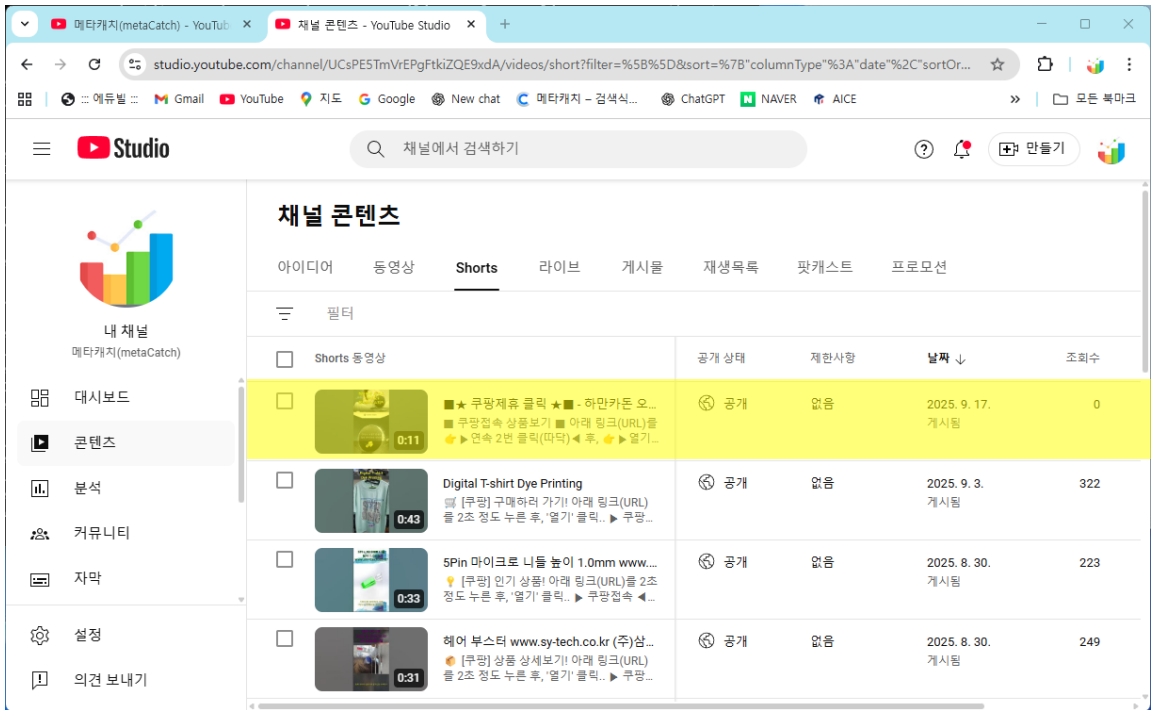 메타캐치(metaCatch) - YouTub
채널 콘텐츠 - YouTube Studio
studio.youtube.com/channel/UCsPE5TmVrEPgFtkiZQE9xdA/videos/short?filter=%5B%5D&sort=%7B"columnType"%3A"date"%2C"sortOr...
::: 에듀빌 :::
Gmail
YouTube
지도
Google
New chat
메타캐치 – 검색식...
ChatGPT
NAVER
AICE
모든 북마크
Studio
채널에서 검색하기
만들기
내 채널
메타캐치(metaCatch)
대시보드
콘텐츠
분석
커뮤니티
자막
설정
의견 보내기
채널 콘텐츠
아이디어 동영상 Shorts 라이브 게시물 재생목록 팟캐스트 프로모션
필터
Shorts 동영상 공개 상태 제한사항 날짜 ↓ 조회수
0:11
■★ 쿠팡제휴 클릭 ★■ - 하만카돈 오...
■ 쿠팡접속 상품보기 ■ 아래 링크(URL)를
👉 ▶ 연속 2번 클릭(따닥)◀ 후, 👉 ▶열기...
공개 없음 2025. 9. 17. 0
게시됨
0:43
Digital T-shirt Dye Printing
🛒 [쿠팡] 구매하러 가기! 아래 링크(URL)
를 2초 정도 누른 후, '열기' 클릭.. ▶ 쿠팡...
공개 없음 2025. 9. 3. 322
게시됨
0:33
5Pin 마이크로 니들 높이 1.0mm www....
💡 [쿠팡] 인기 상품! 아래 링크(URL)를 2초
정도 누른 후, '열기' 클릭.. ▶ 쿠팡접속 ◀...
공개 없음 2025. 8. 30. 223
게시됨
0:31
헤어 부스터 www.sy-tech.co.kr (주)삼...
📦 [쿠팡] 상품 상세보기! 아래 링크(URL)
를 2초 정도 누른 후, '열기' 클릭.. ▶ 쿠팡...
공개 없음 2025. 8. 30. 249
게시됨